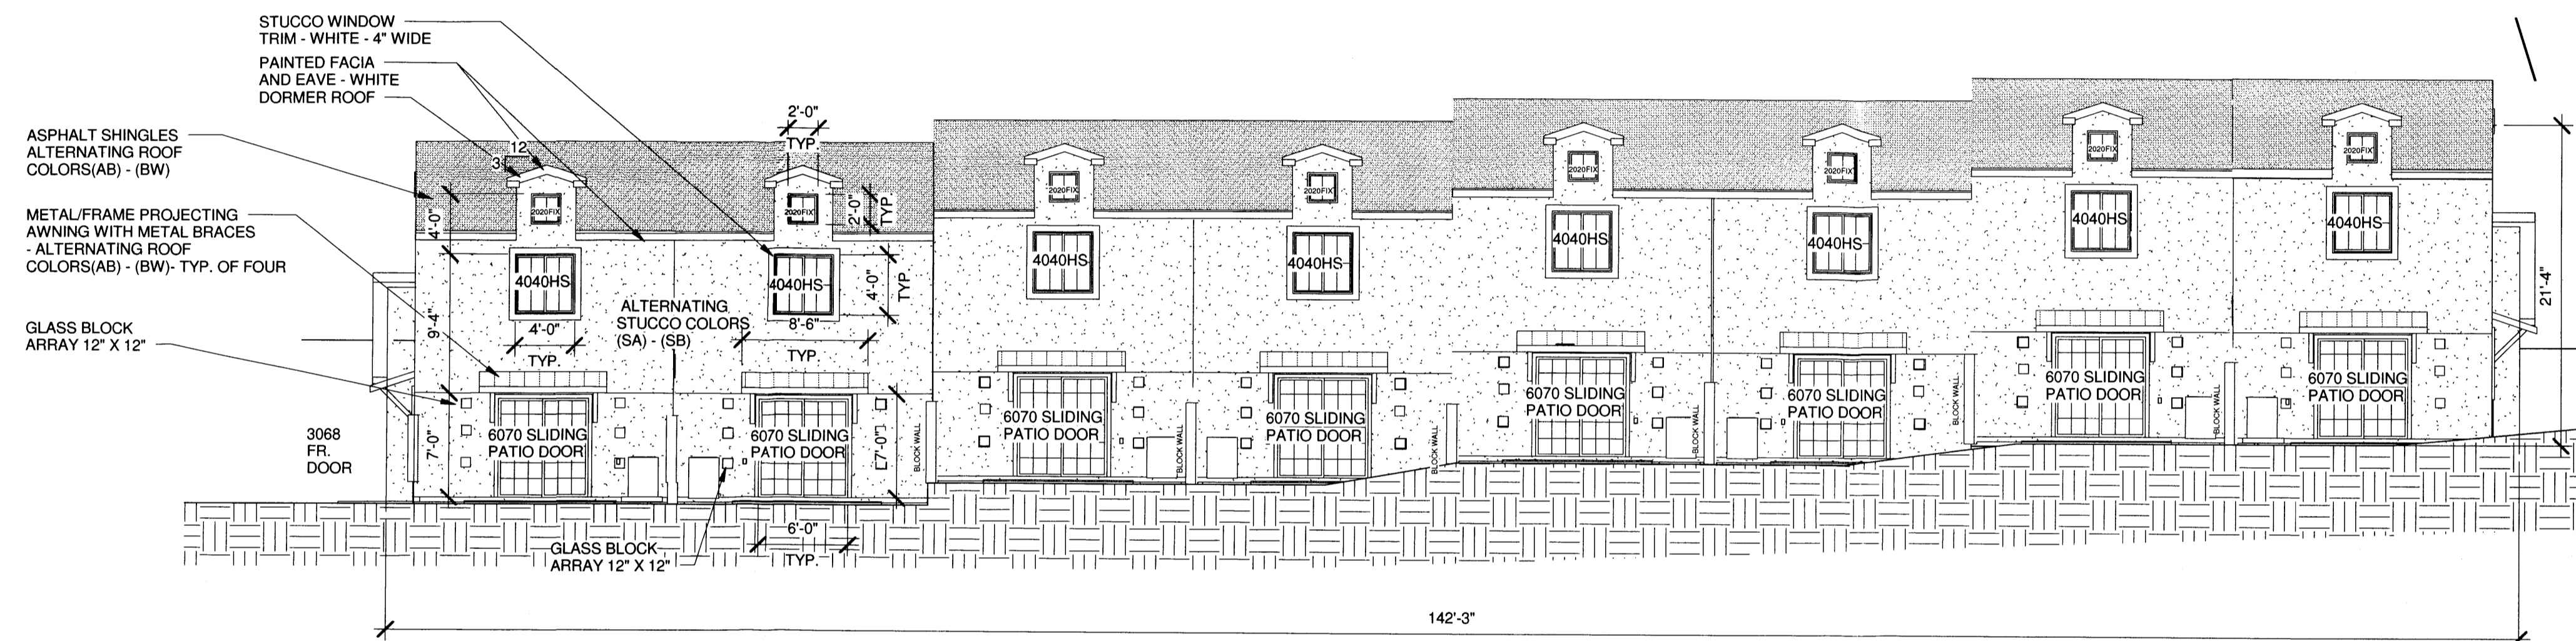 STUCCO WINDOW
TRIM - WHITE - 4" WIDE
PAINTED FACIA
AND EAVE - WHITE
DORMER ROOF
ASPHALT SHINGLES
ALTERNATING ROOF
COLORS(AB) - (BW)
METAL/FRAME PROJECTING
AWNING WITH METAL BRACES
- ALTERNATING ROOF
COLORS(AB) - (BW)- TYP. OF FOUR
GLASS BLOCK
ARRAY 12" X 12"
3068
FR.
DOOR
12
3
2'-0"
TYP.
4'-0"
9'-4"
7'-0"
2020FIX
4040HS
4'-0"
TYP.
6070 SLIDING
PATIO DOOR
ALTERNATING
STUCCO COLORS
(SA) - (SB)
2020FIX
2'-0"
TYP.
4040HS
4'-0"
TYP.
8'-6"
TYP.
6070 SLIDING
PATIO DOOR
7'-0"
BLOCK WALL
6'-0"
TYP.
GLASS BLOCK
ARRAY 12" X 12"
2020FIX
4040HS
6070 SLIDING
PATIO DOOR
BLOCK WALL
2020FIX
4040HS
6070 SLIDING
PATIO DOOR
BLOCK WALL
2020FIX
4040HS
6070 SLIDING
PATIO DOOR
BLOCK WALL
2020FIX
4040HS
6070 SLIDING
PATIO DOOR
BLOCK WALL
2020FIX
4040HS
6070 SLIDING
PATIO DOOR
BLOCK WALL
2020FIX
4040HS
6070 SLIDING
PATIO DOOR
21'-4"
142'-3"